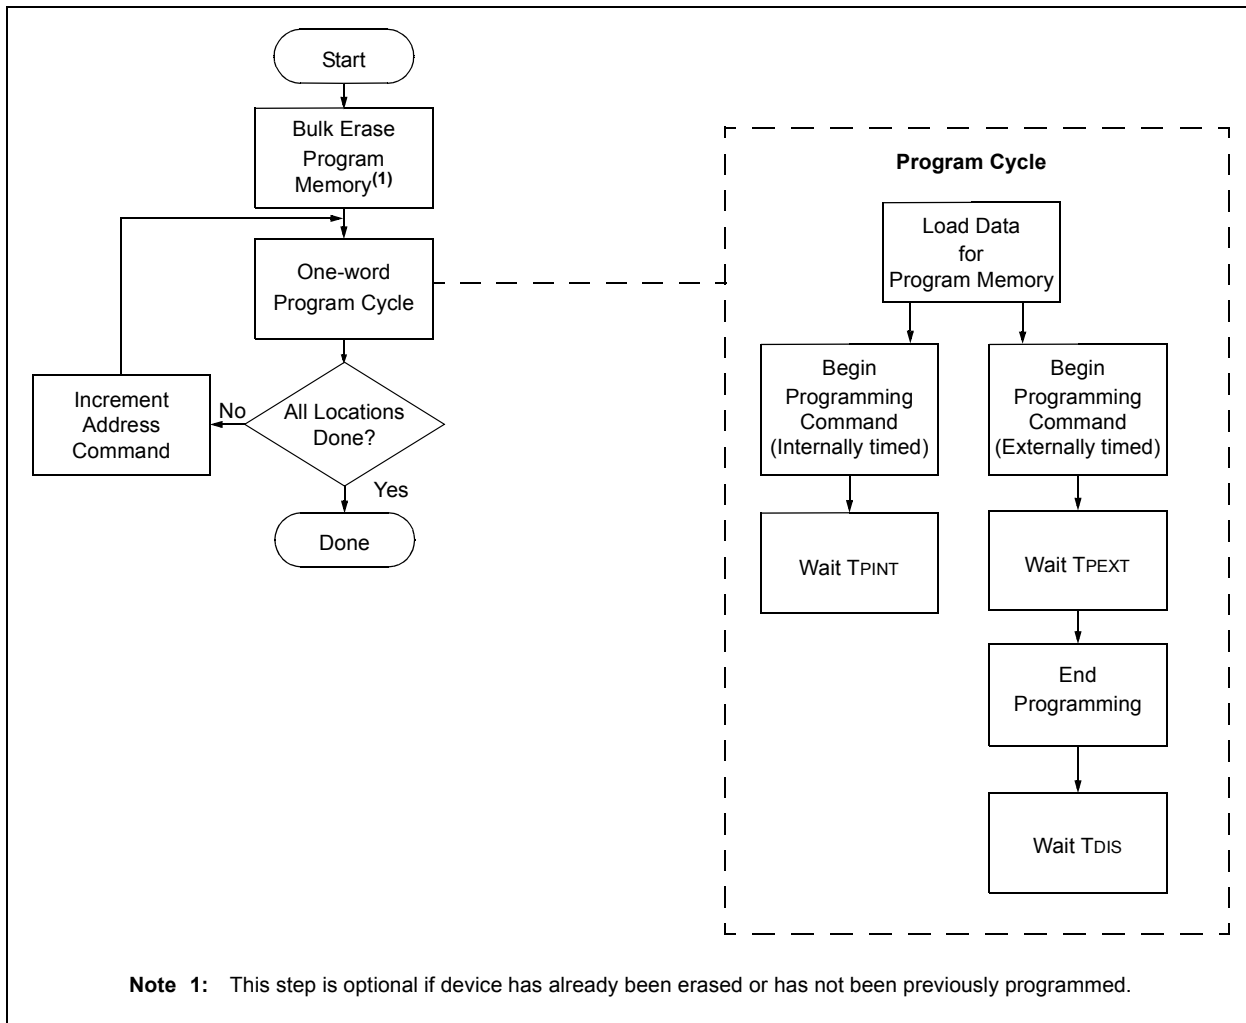 Start
Bulk Erase
Program
Memory(1)
One-word
Program Cycle
All Locations
Done?
No
Increment
Address
Command
Yes
Done
Program Cycle
Load Data
for
Program Memory
Begin
Programming
Command
(Internally timed)
Wait TPINT
Begin
Programming
Command
(Externally timed)
Wait TPEXT
End
Programming
Wait TDIS
Note 1: This step is optional if device has already been erased or has not been previously programmed.